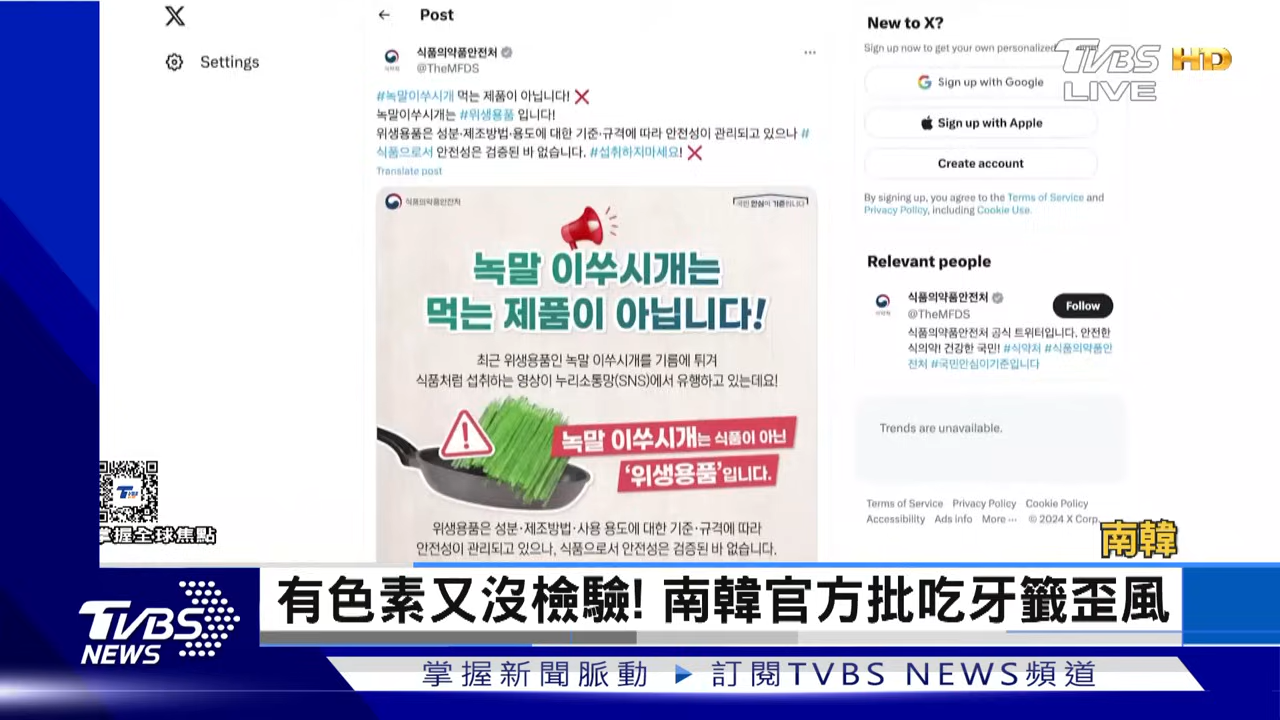 Settings
Post
식품의약품안전처
@TheMFDS
#녹말이쑤시개 먹는 제품이 아닙니다! ❌
녹말이쑤시개는 #위생용품 입니다!
위생용품은 성분·제조방법·용도에 대한 기준·규격에 따라 안전성이 관리되고 있으나 #
식품으로서 안전성은 검증된 바 없습니다. #섭취하지마세요! ❌
Translate post
식품의약품안전처
국민 안심이 기준입니다
녹말 이쑤시개는
먹는 제품이 아닙니다!
최근 위생용품인 녹말 이쑤시개를 기름에 튀겨
식품처럼 섭취하는 영상이 누리소통망(SNS)에서 유행하고 있는데요!
녹말 이쑤시개는 식품이 아닌
'위생용품'입니다.
위생용품은 성분·제조방법·사용 용도에 대한 기준·규격에 따라
안전성이 관리되고 있으나, 식품으로서 안전성은 검증된 바 없습니다.
New to X?
Sign up now to get your own personalized
Sign up with Google
Sign up with Apple
Create account
By signing up, you agree to the Terms of Service and
Privacy Policy, including Cookie Use.
Relevant people
식품의약품안전처
@TheMFDS
Follow
식품의약품안전처 공식 트위터입니다. 안전한
식의약! 건강한 국민! #식약처 #식품의약품안
전처 #국민안심이기준입니다
Trends are unavailable.
Terms of Service Privacy Policy Cookie Policy
Accessibility Ads info More ··· © 2024 X Corp.
TVBS HD
LIVE
掌握全球焦點
南韓
有色素又沒檢驗! 南韓官方批吃牙籤歪風
TVBS
NEWS
掌握新聞脈動 ▶ 訂閱TVBS NEWS頻道